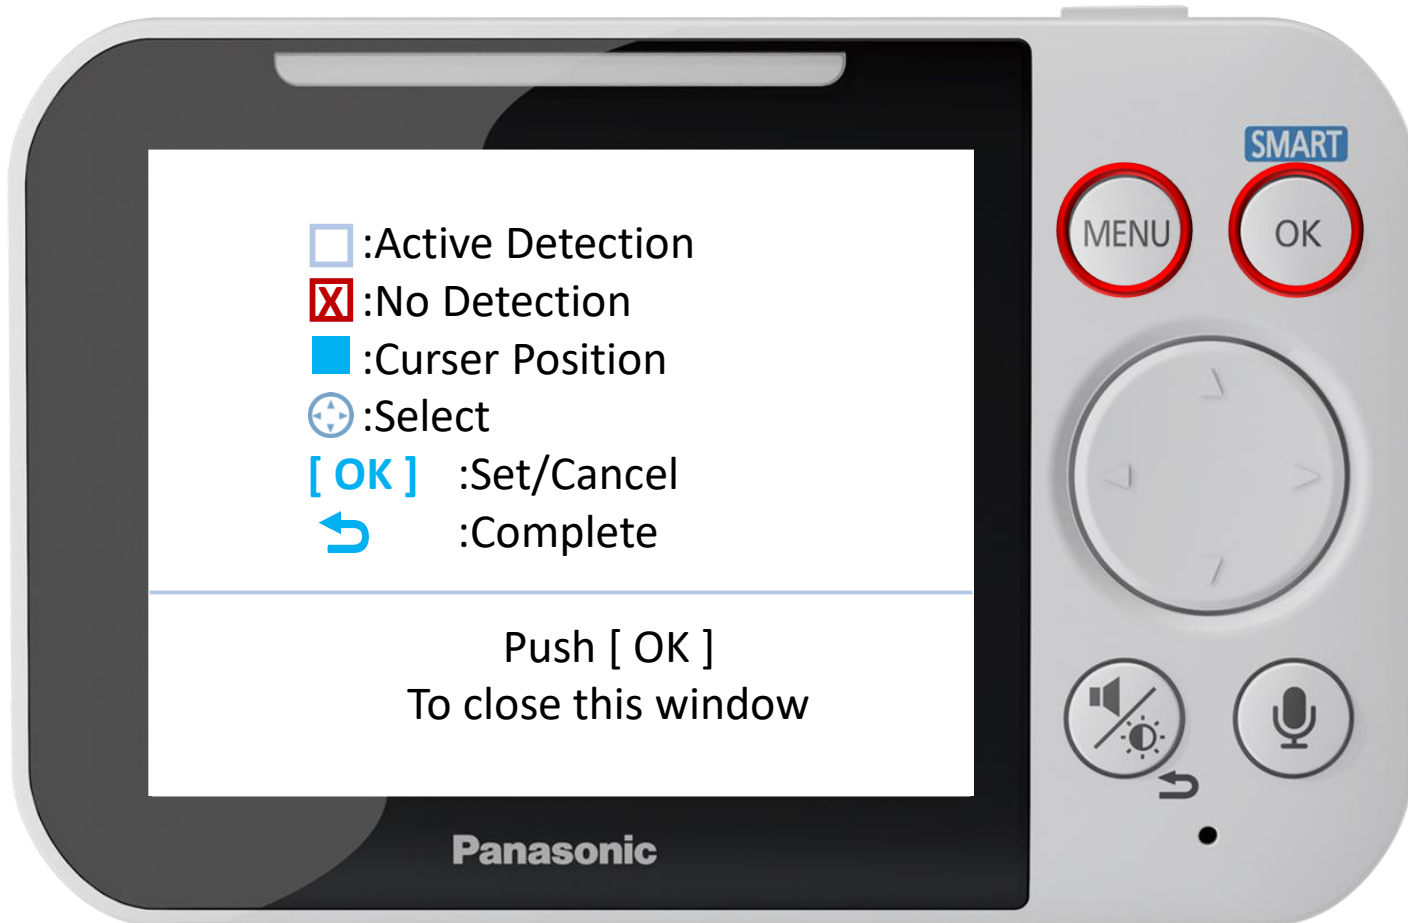 SMART
MENU
OK
:Active Detection
X :No Detection
:Curser Position
:Select
[ OK ] :Set/Cancel
:Complete
Push [ OK ]
To close this window
Panasonic